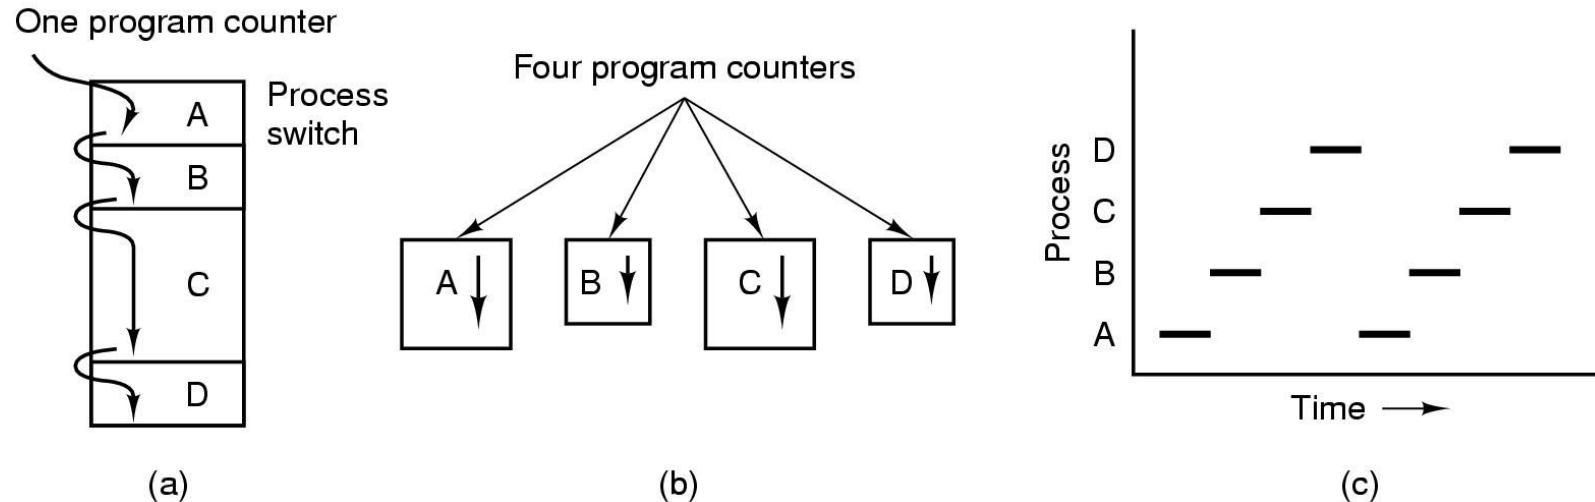 One program counter
Process
switch
A
B
C
D
(a)
Four program counters
A
B
C
D
(b)
Process
D
C
B
A
Time
(c)